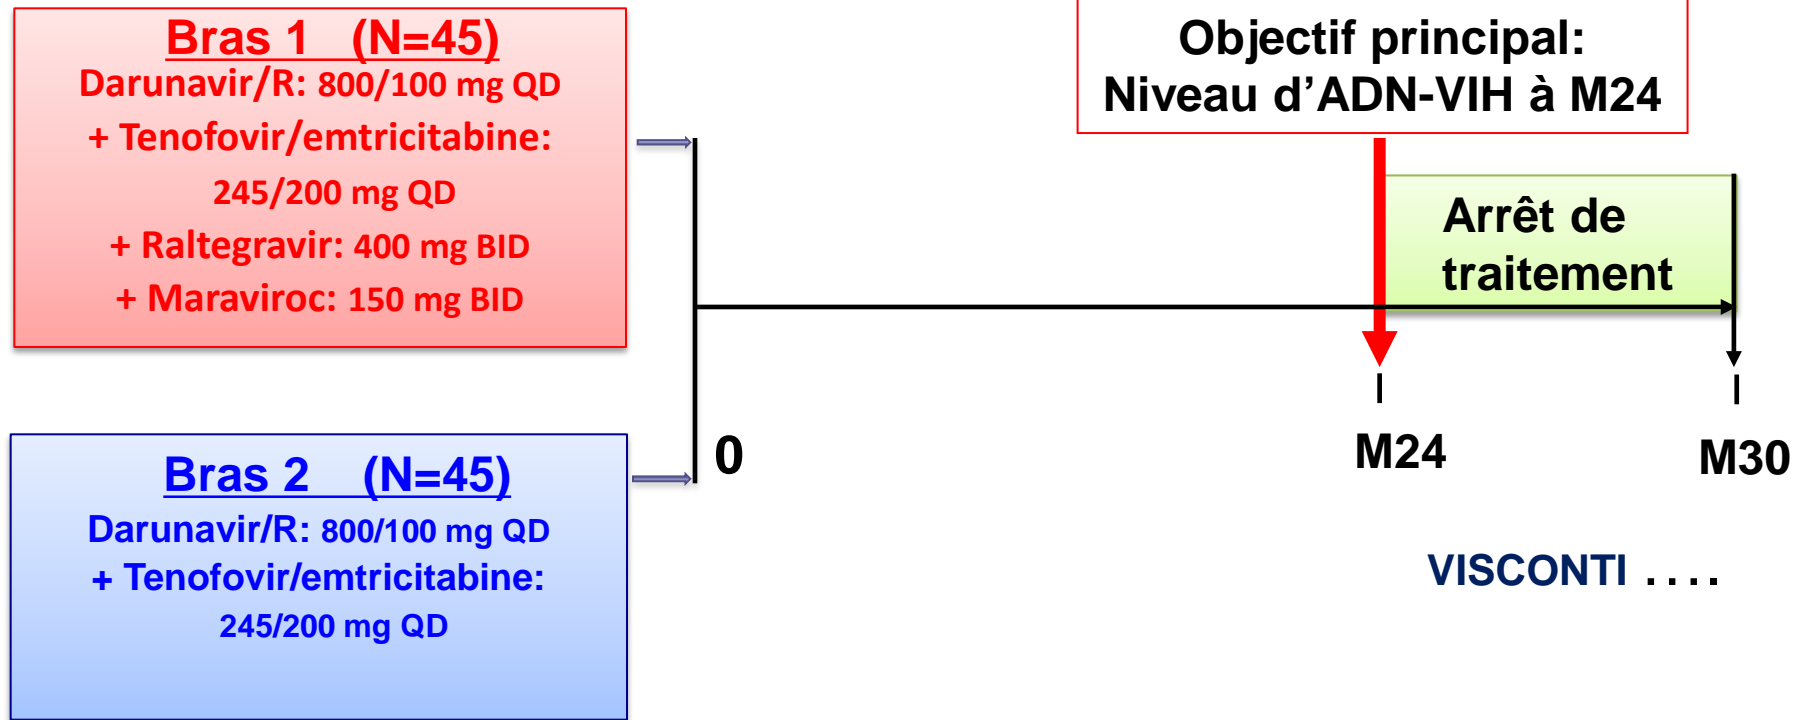 Bras 1 (N=45)
Darunavir/R: 800/100 mg QD
+ Tenofovir/emtricitabine:
245/200 mg QD
+ Raltegravir: 400 mg BID
+ Maraviroc: 150 mg BID
Objectif principal:
Niveau d’ADN-VIH à M24
Arrêt de
traitement
Bras 2 (N=45)
Darunavir/R: 800/100 mg QD
+ Tenofovir/emtricitabine:
245/200 mg QD
0
M24
M30
VISCONTI ....